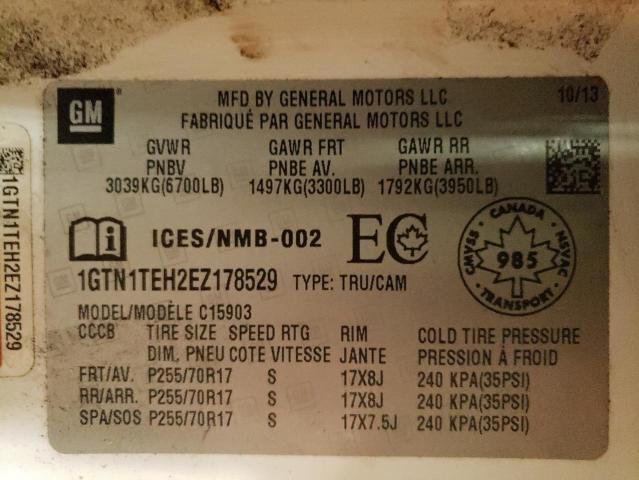 GM
MFD BY GENERAL MOTORS LLC 10/13
FABRIQUÉ PAR GENERAL MOTORS LLC
GVWR GAWR FRT GAWR RR
PNBV PNBE AV. PNBE ARR.
3039KG(6700LB) 1497KG(3300LB) 1792KG(3950LB)
i ICES/NMB-002 EC
CANADA
CMVSS 985 NSVAC
TRANSPORT
1GTN1TEH2EZ178529 TYPE: TRU/CAM
MODEL/MODÈLE C15903
CCCB TIRE SIZE SPEED RTG RIM COLD TIRE PRESSURE
DIM. PNEU COTE VITESSE JANTE PRESSION À FROID
FRT/AV. P255/70R17 S 17X8J 240 KPA(35PSI)
RR/ARR. P255/70R17 S 17X8J 240 KPA(35PSI)
SPA/SOS P255/70R17 S 17X7.5J 240 KPA(35PSI)
1GTN1TEH2EZ178529